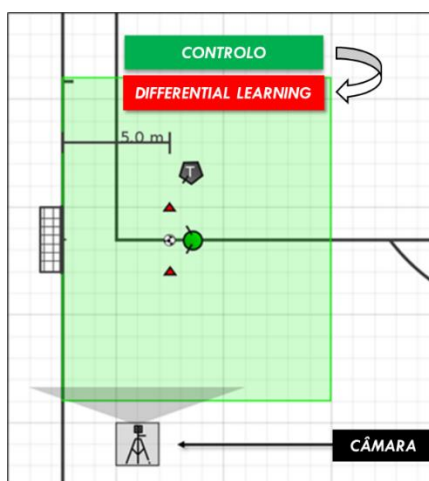 CONTROLO
DIFFERENTIAL LEARNING
5.0 m
T
CÂMARA